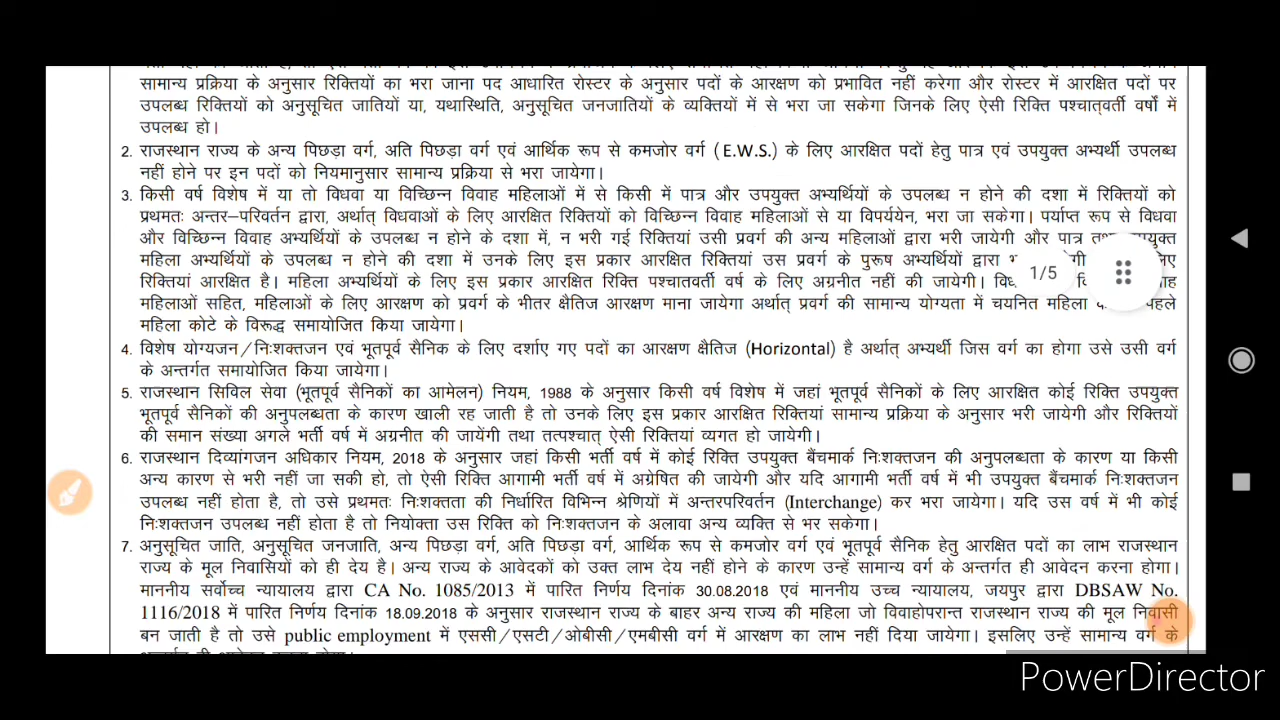 सामान्य प्रक्रिया के अनुसार रिक्तियों का भरा जाना पद आधारित रोस्टर के अनुसार पदों के आरक्षण को प्रभावित नहीं करेगा और रोस्टर में आरक्षित पदों पर
उपलब्ध रिक्तियों को अनुसूचित जातियों या, यथास्थिति, अनुसूचित जनजातियों के व्यक्तियों में से भरा जा सकेगा जिनके लिए ऐसी रिक्ति पश्चात्वर्ती वर्षों में
उपलब्ध हो।
2. राजस्थान राज्य के अन्य पिछड़ा वर्ग, अति पिछड़ा वर्ग एवं आर्थिक रूप से कमजोर वर्ग (E.W.S.) के लिए आरक्षित पदों हेतु पात्र एवं उपयुक्त अभ्यर्थी उपलब्ध
नहीं होने पर इन पदों को नियमानुसार सामान्य प्रक्रिया से भरा जायेगा।
3. किसी वर्ष विशेष में या तो विधवा या विच्छिन्न विवाह महिलाओं में से किसी में पात्र और उपयुक्त अभ्यर्थियों के उपलब्ध न होने की दशा में रिक्तियों को
प्रथमतः अन्तर–परिवर्तन द्वारा, अर्थात् विधवाओं के लिए आरक्षित रिक्तियों को विच्छिन्न विवाह महिलाओं से या विपर्ययेन, भरा जा सकेगा। पर्याप्त रूप से विधवा
और विच्छिन्न विवाह अभ्यर्थियों के उपलब्ध न होने के दशा में, न भरी गई रिक्तियां उसी प्रवर्ग की अन्य महिलाओं द्वारा भरी जायेगी और पात्र
महिला अभ्यर्थियों के उपलब्ध न होने की दशा में उनके लिए इस प्रकार आरक्षित रिक्तियां उस प्रवर्ग के पुरूष अभ्यर्थियों द्वारा
रिक्तियां आरक्षित है। महिला अभ्यर्थियों के लिए इस प्रकार आरक्षित रिक्ति पश्चातवर्ती वर्ष के लिए अग्रनीत नहीं की जायेगी। 1/5
महिलाओं सहित, महिलाओं के लिए आरक्षण को प्रवर्ग के भीतर क्षैतिज आरक्षण माना जायेगा अर्थात् प्रवर्ग की सामान्य योग्यता में चयनित महिला पहले
महिला कोटे के विरूद्ध समायोजित किया जायेगा।
4. विशेष योग्यजन/निःशक्तजन एवं भूतपूर्व सैनिक के लिए दर्शाए गए पदों का आरक्षण क्षैतिज (Horizontal) है अर्थात् अभ्यर्थी जिस वर्ग का होगा उसे उसी वर्ग
के अन्तर्गत समायोजित किया जायेगा।
5. राजस्थान सिविल सेवा (भूतपूर्व सैनिकों का आमेलन) नियम, 1988 के अनुसार किसी वर्ष विशेष में जहां भूतपूर्व सैनिकों के लिए आरक्षित कोई रिक्ति उपयुक्त
भूतपूर्व सैनिकों की अनुपलब्धता के कारण खाली रह जाती है तो उनके लिए इस प्रकार आरक्षित रिक्तियां सामान्य प्रक्रिया के अनुसार भरी जायेगी और रिक्तियों
की समान संख्या अगले भर्ती वर्ष में अग्रनीत की जायेंगी तथा तत्पश्चात् ऐसी रिक्तियां व्यगत हो जायेगी।
6. राजस्थान दिव्यांगजन अधिकार नियम, 2018 के अनुसार जहां किसी भर्ती वर्ष में कोई रिक्ति उपयुक्त बैंचमार्क निःशक्तजन की अनुपलब्धता के कारण या किसी
अन्य कारण से भरी नहीं जा सकी हो, तो ऐसी रिक्ति आगामी भर्ती वर्ष में अग्रेषित की जायेगी और यदि आगामी भर्ती वर्ष में भी उपयुक्त बैंचमार्क निःशक्तजन
उपलब्ध नहीं होता है, तो उसे प्रथमतः निःशक्तता की निर्धारित विभिन्न श्रेणियों में अन्तरपरिवर्तन (Interchange) कर भरा जायेगा। यदि उस वर्ष में भी कोई
निःशक्तजन उपलब्ध नहीं होता है तो नियोक्ता उस रिक्ति को निःशक्तजन के अलावा अन्य व्यक्ति से भर सकेगा।
7. अनुसूचित जाति, अनुसूचित जनजाति, अन्य पिछड़ा वर्ग, अति पिछड़ा वर्ग, आर्थिक रूप से कमजोर वर्ग एवं भूतपूर्व सैनिक हेतु आरक्षित पदों का लाभ राजस्थान
राज्य के मूल निवासियों को ही देय है। अन्य राज्य के आवेदकों को उक्त लाभ देय नहीं होने के कारण उन्हें सामान्य वर्ग के अन्तर्गत ही आवेदन करना होगा।
माननीय सर्वोच्च न्यायालय द्वारा CA No. 1085/2013 में पारित निर्णय दिनांक 30.08.2018 एवं माननीय उच्च न्यायालय, जयपुर द्वारा DBSAW No.
1116/2018 में पारित निर्णय दिनांक 18.09.2018 के अनुसार राजस्थान राज्य के बाहर अन्य राज्य की महिला जो विवाहोपरान्त राजस्थान राज्य की मूल निवासी
बन जाती है तो उसे public employment में एससी/एसटी/ओबीसी/एमबीसी वर्ग में आरक्षण का लाभ नहीं दिया जायेगा। इसलिए उन्हें सामान्य वर्ग के
PowerDirector